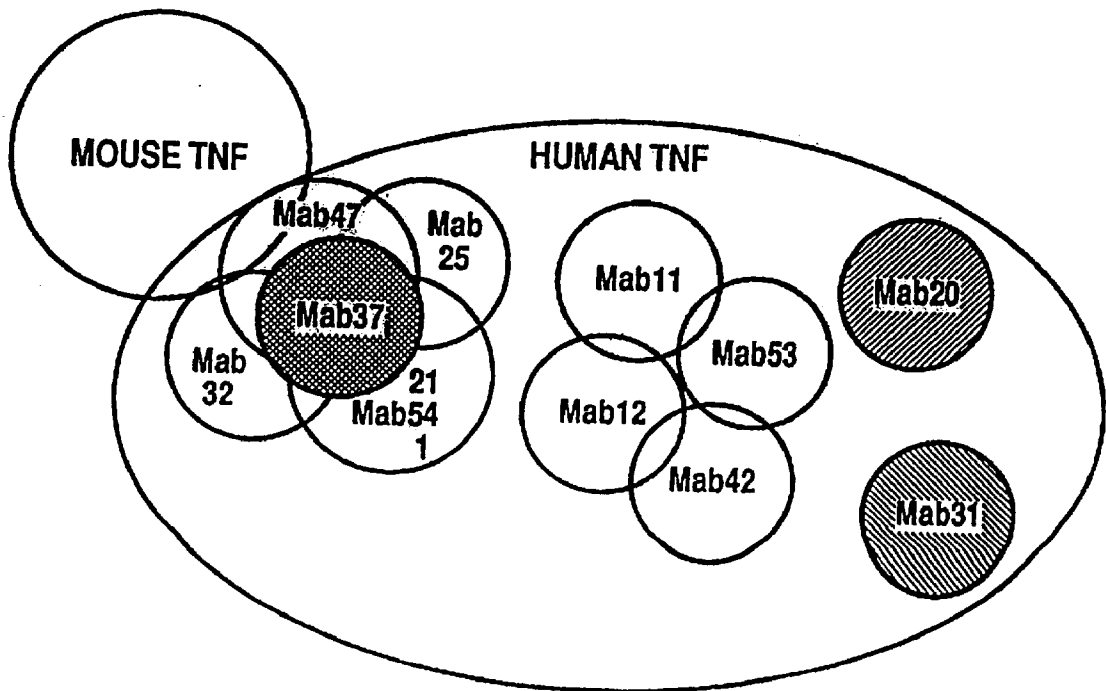 MOUSE TNF
HUMAN TNF
Mab47
Mab
25
Mab37
Mab
32
21
Mab54
1
Mab11
Mab53
Mab12
Mab42
Mab20
Mab31